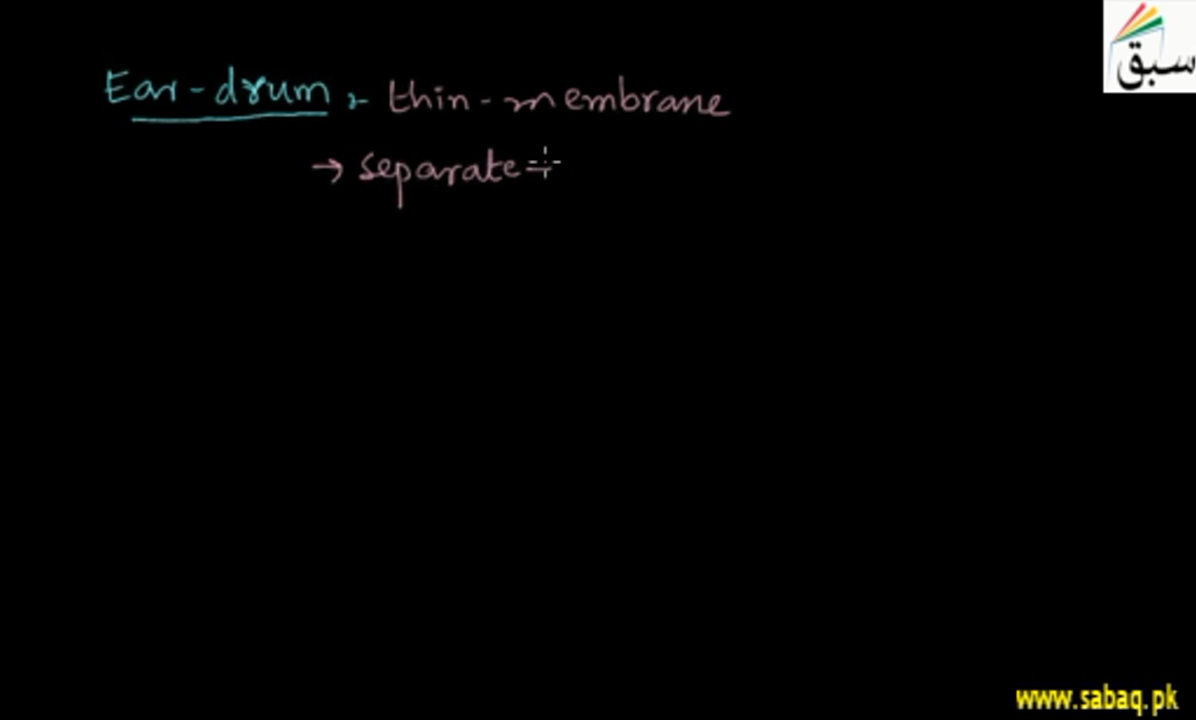 سبق
Ear-drum :- thin-membrane
→ separate
www.sabaq.pk